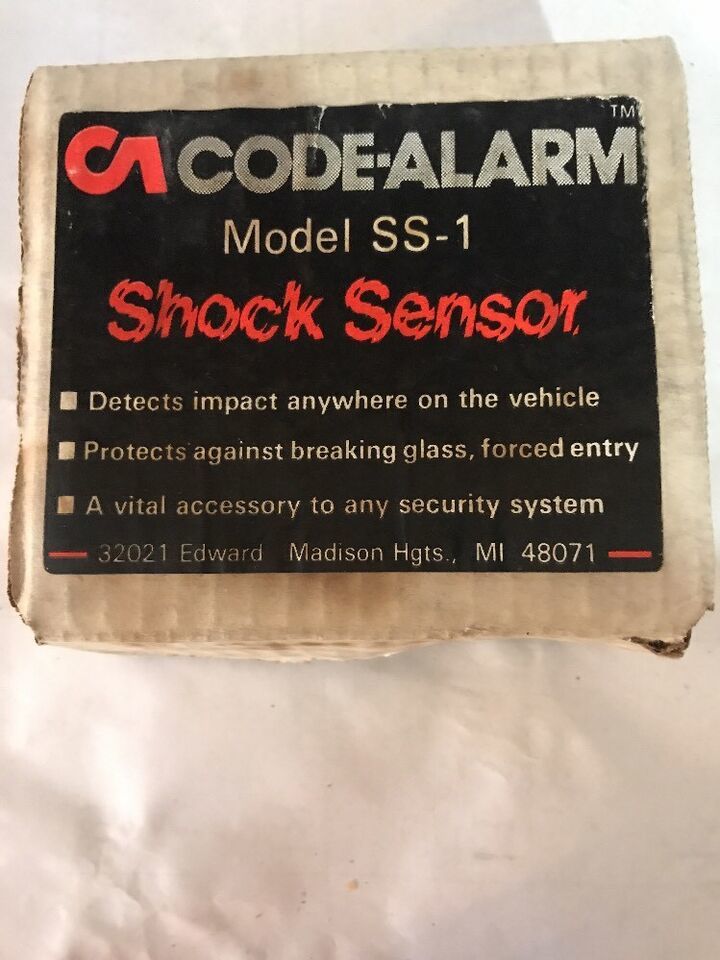 TM
CA CODE-ALARM
Model SS-1
Shock Sensor
Detects impact anywhere on the vehicle
Protects against breaking glass, forced entry
A vital accessory to any security system
32021 Edward Madison Hgts., MI 48071